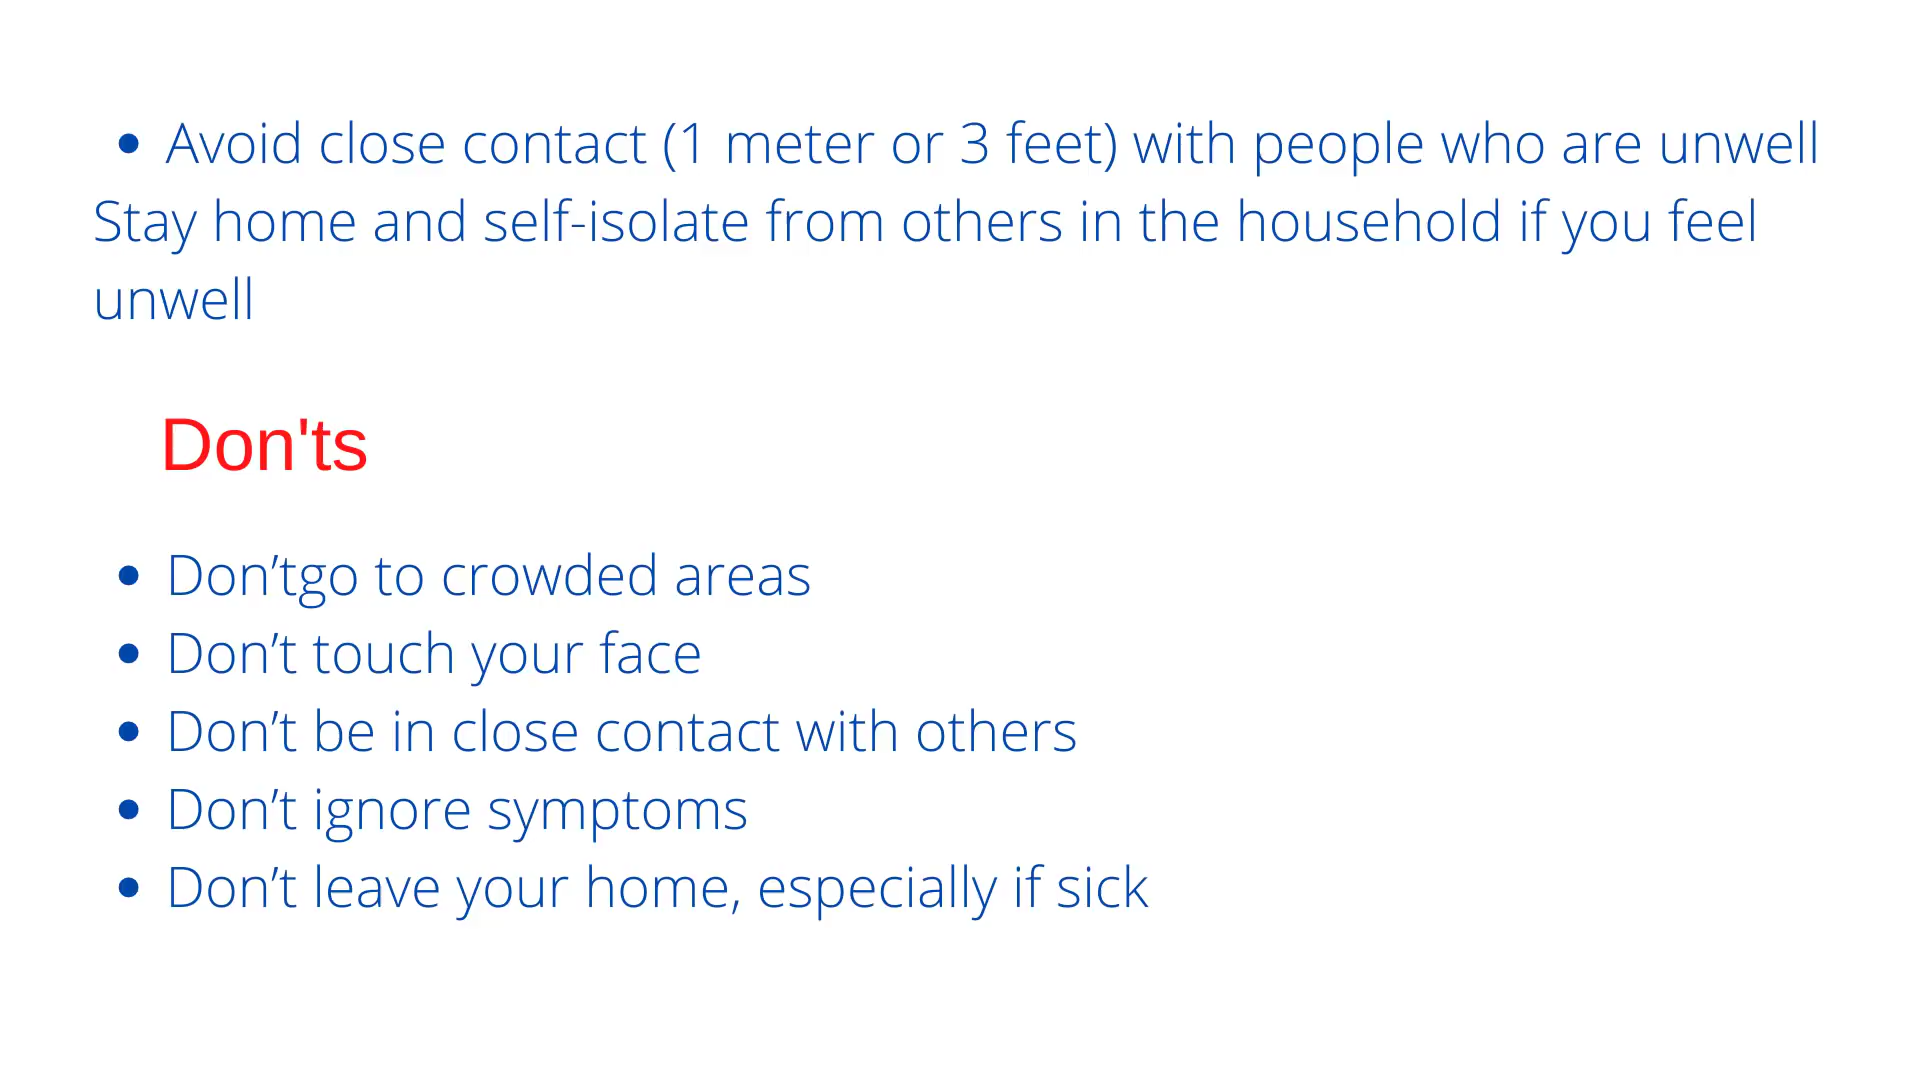 • Avoid close contact (1 meter or 3 feet) with people who are unwell
Stay home and self-isolate from others in the household if you feel
unwell
Don'ts
• Don’tgo to crowded areas
• Don’t touch your face
• Don’t be in close contact with others
• Don’t ignore symptoms
• Don’t leave your home, especially if sick